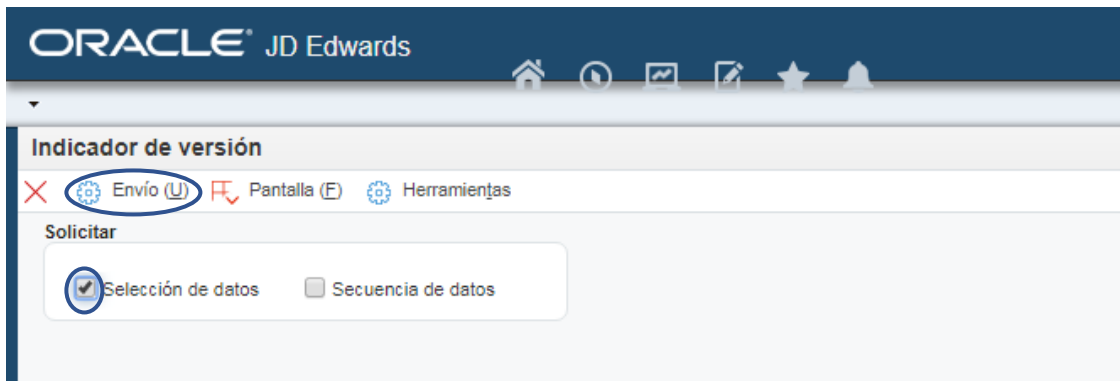 ORACLE® JD Edwards
Indicador de versión
Envío (U) Pantalla (F) Herramientas
Solicitar
Selección de datos Secuencia de datos